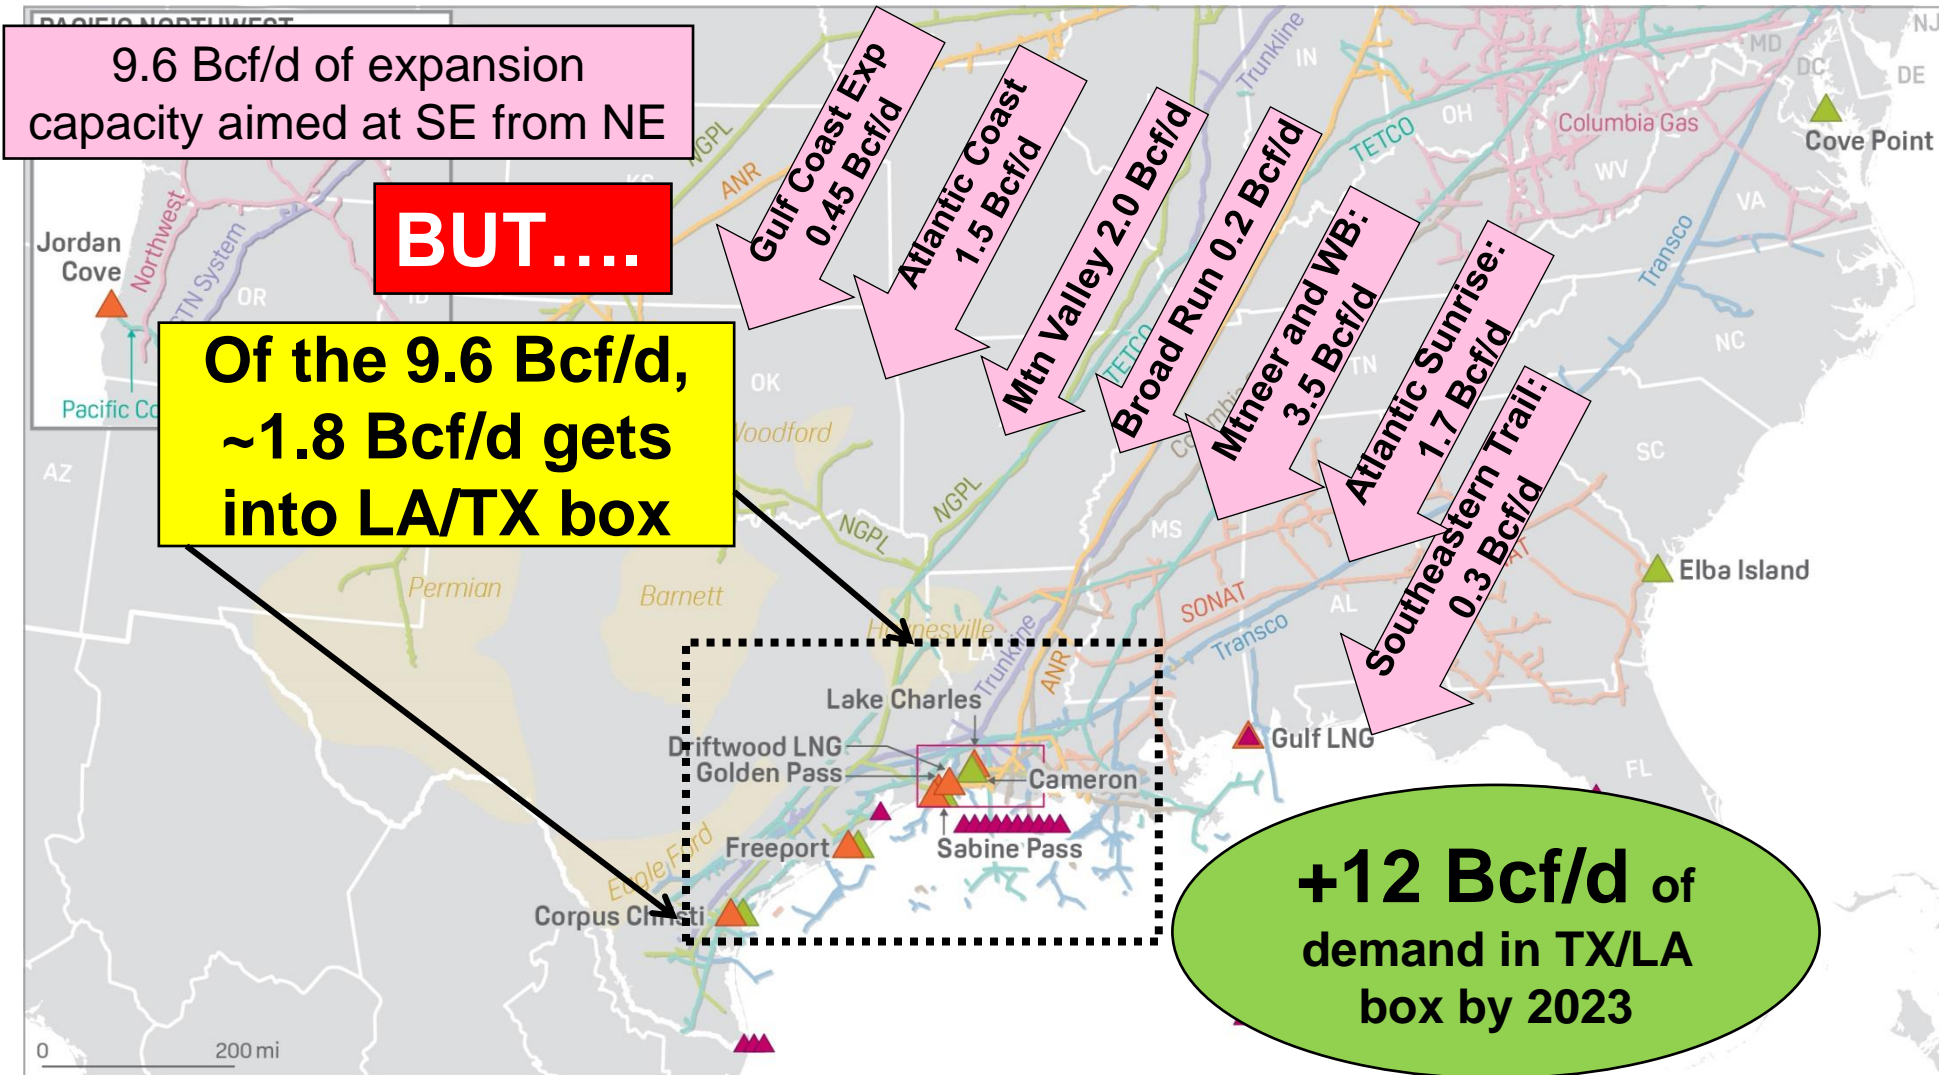 PACIFIC NORTHWEST
9.6 Bcf/d of expansion
capacity aimed at SE from NE
BUT....
Of the 9.6 Bcf/d,
~1.8 Bcf/d gets
into LA/TX box
Gulf Coast Exp
0.45 Bcf/d
Atlantic Coast
1.5 Bcf/d
Mtn Valley 2.0 Bcf/d
Broad Run 0.2 Bcf/d
Mtneer and WB:
3.5 Bcf/d
Atlantic Sunrise:
1.7 Bcf/d
Southeastern Trail:
0.3 Bcf/d
+12 Bcf/d of
demand in TX/LA
box by 2023
Jordan
Cove
Northwest
GTN System
OR
ID
Pacific
AZ
KS
OK
NGPL
ANR
Trunkline
IN
OH
TETCO
Columbia Gas
MD
DC
NJ
DE
Cove Point
WV
VA
Transco
NC
TN
SC
TETCO
Woodford
NGPL
NGPL
MS
AL
SONAT
Transco
Elba Island
Permian
Barnett
Haynesville
LA
Trunkline
ANR
Lake Charles
Driftwood LNG
Golden Pass
Cameron
Gulf LNG
FL
Freeport
Sabine Pass
Eagle Ford
Corpus Christi
0
200 mi